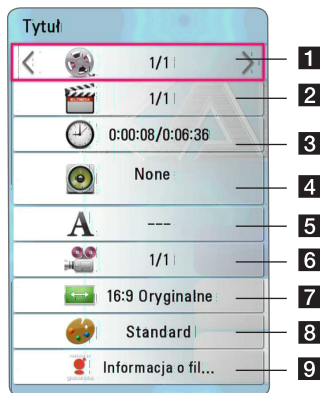 Tytuł
1/1 1
1/1 2
0:00:08/0:06:36 3
None 4
A --- 5
1/1 6
16:9 Oryginalne 7
Standard 8
Informacja o fil... 9